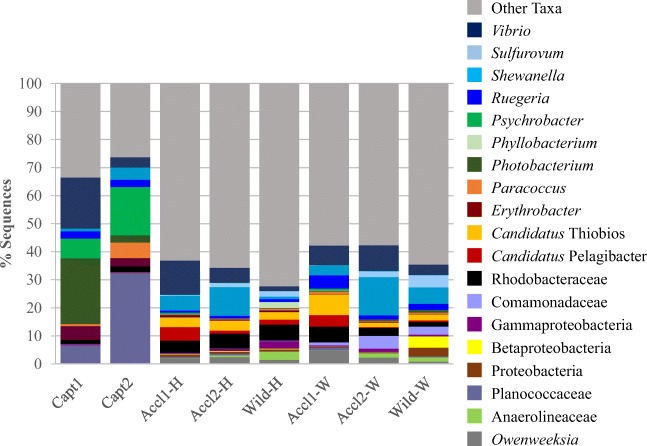 Other Taxa
Vibrio
Sulfurovum
Shewanella
Ruegeria
Psychrobacter
Phyllobacterium
Photobacterium
Paracoccus
Erythrobacter
Candidatus Thiobios
Candidatus Pelagibacter
Rhodobacteraceae
Comamonadaceae
Gammaproteobacteria
Betaproteobacteria
Proteobacteria
Planococcaceae
Anaerolineaceae
Owenweeksia
% Sequences
100
90
80
70
60
50
40
30
20
10
0
Capt1
Capt2
Accl1-H
Accl2-H
Wild-H
Accl1-W
Accl2-W
Wild-W